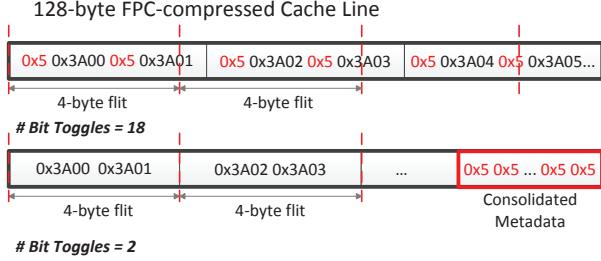 128-byte FPC-compressed Cache Line
0x5 0x3A00 0x5 0x3A01 0x5 0x3A02 0x5 0x3A03 0x5 0x3A04 0x5 0x3A05...
4-byte flit 4-byte flit
# Bit Toggles = 18
0x3A00 0x3A01 0x3A02 0x3A03 ... 0x5 0x5 ... 0x5 0x5
4-byte flit 4-byte flit Consolidated
Metadata
# Bit Toggles = 2